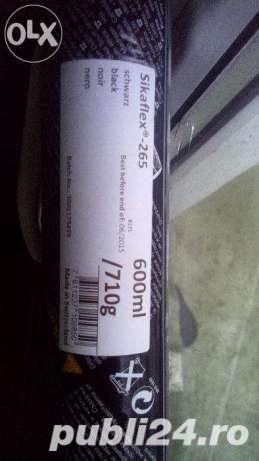 OLX
Sikaflex®-265
schwarz
black
noir
nero
Best before end of: 06/2015
600ml
/710g
Made in Switzerland
publi24.ro